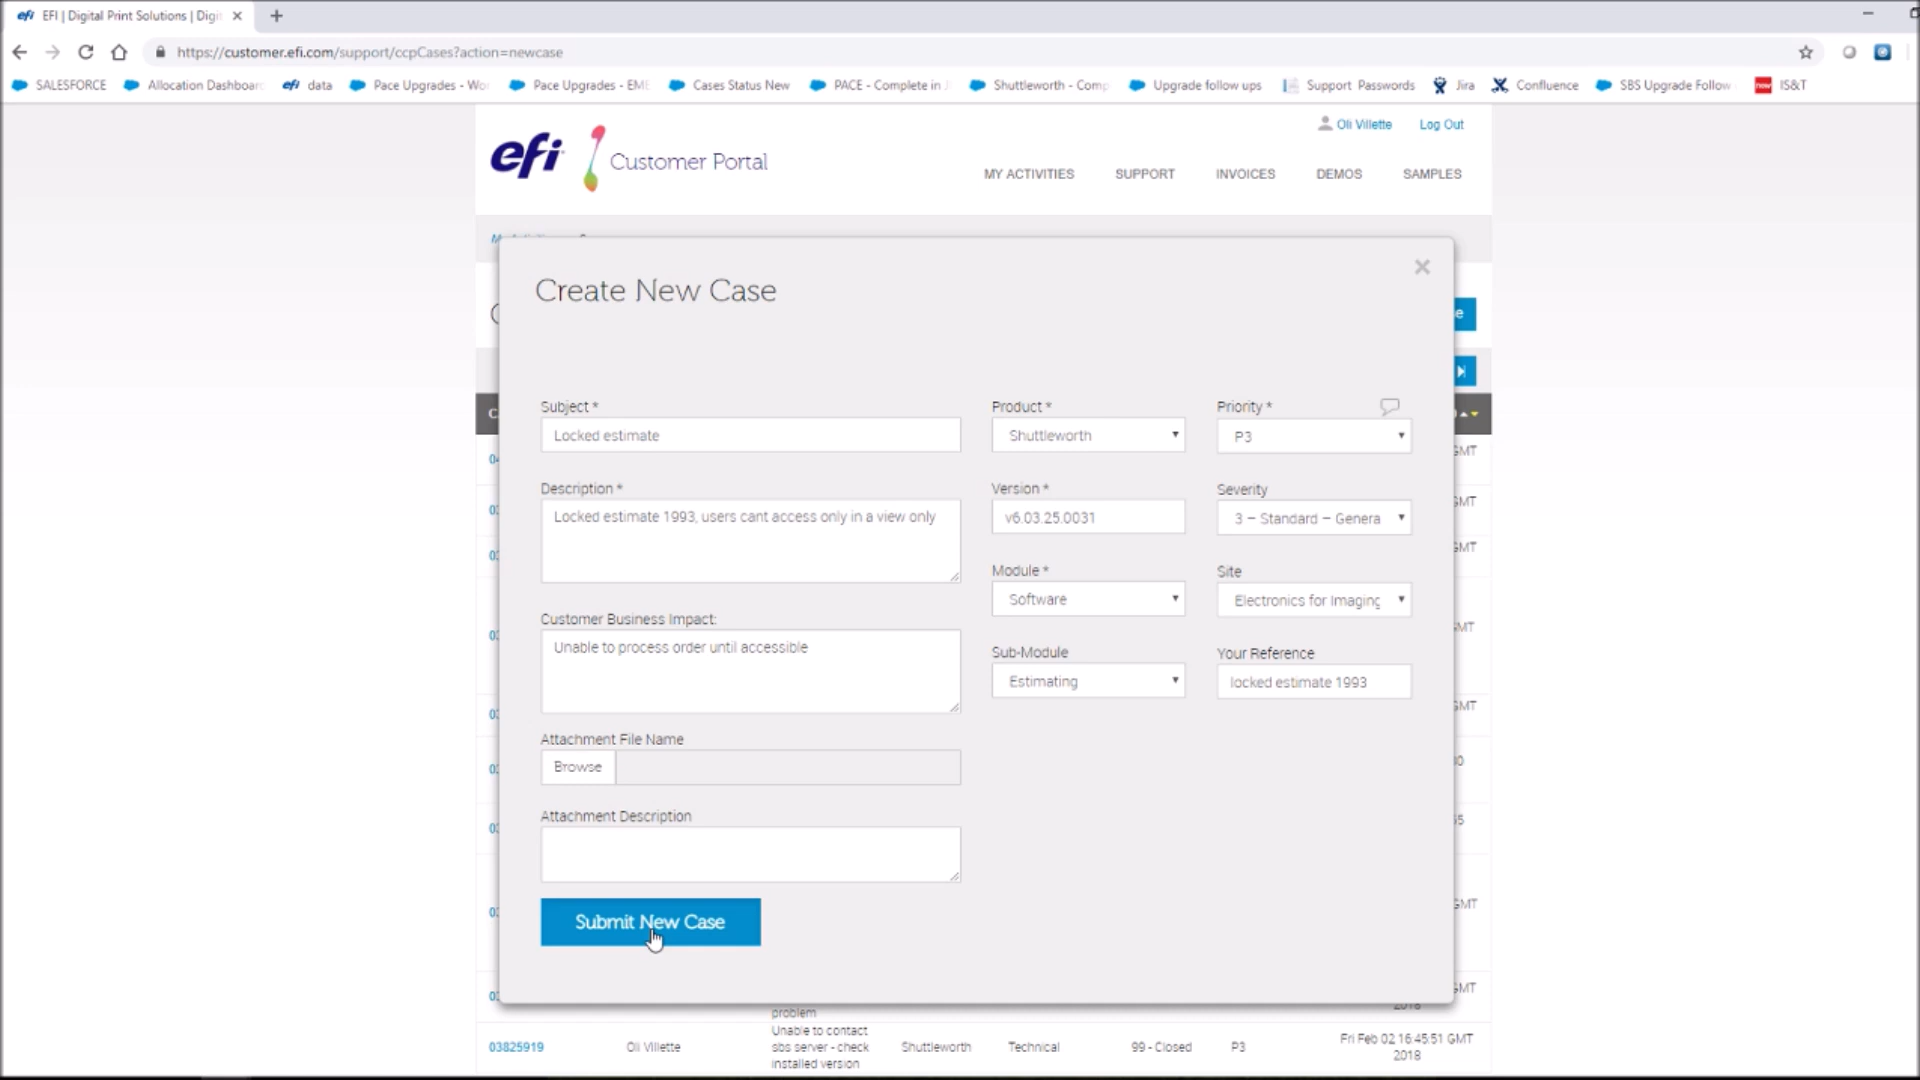 efi EFI | Digital Print Solutions | Digi
https://customer.efi.com/support/ccpCases?action=newcase
SALESFORCE Allocation Dashboar efi data Pace Upgrades - Wo Pace Upgrades - EME Cases Status New PACE - Complete in J Shuttleworth - Comp Upgrade follow ups Support Passwords Jira Confluence SBS Upgrade Follow IS&T
Oli Villette Log Out
efi Customer Portal
MY ACTIVITIES SUPPORT INVOICES DEMOS SAMPLES
Create New Case
Subject * Product * Priority *
Locked estimate Shuttleworth P3
Description * Version * Severity
Locked estimate 1993, users cant access only in a view only v6.03.25.0031 3 – Standard – Genera
Module * Site
Software Electronics for Imaging
Customer Business Impact:
Unable to process order until accessible
Sub-Module Your Reference
Estimating locked estimate 1993
Attachment File Name
Browse
Attachment Description
Submit New Case
problem 2018
03825919 Oli Villette Unable to contact sbs server - check installed version Shuttleworth Technical 99 - Closed P3 Fri Feb 02 16:45:51 GMT 2018